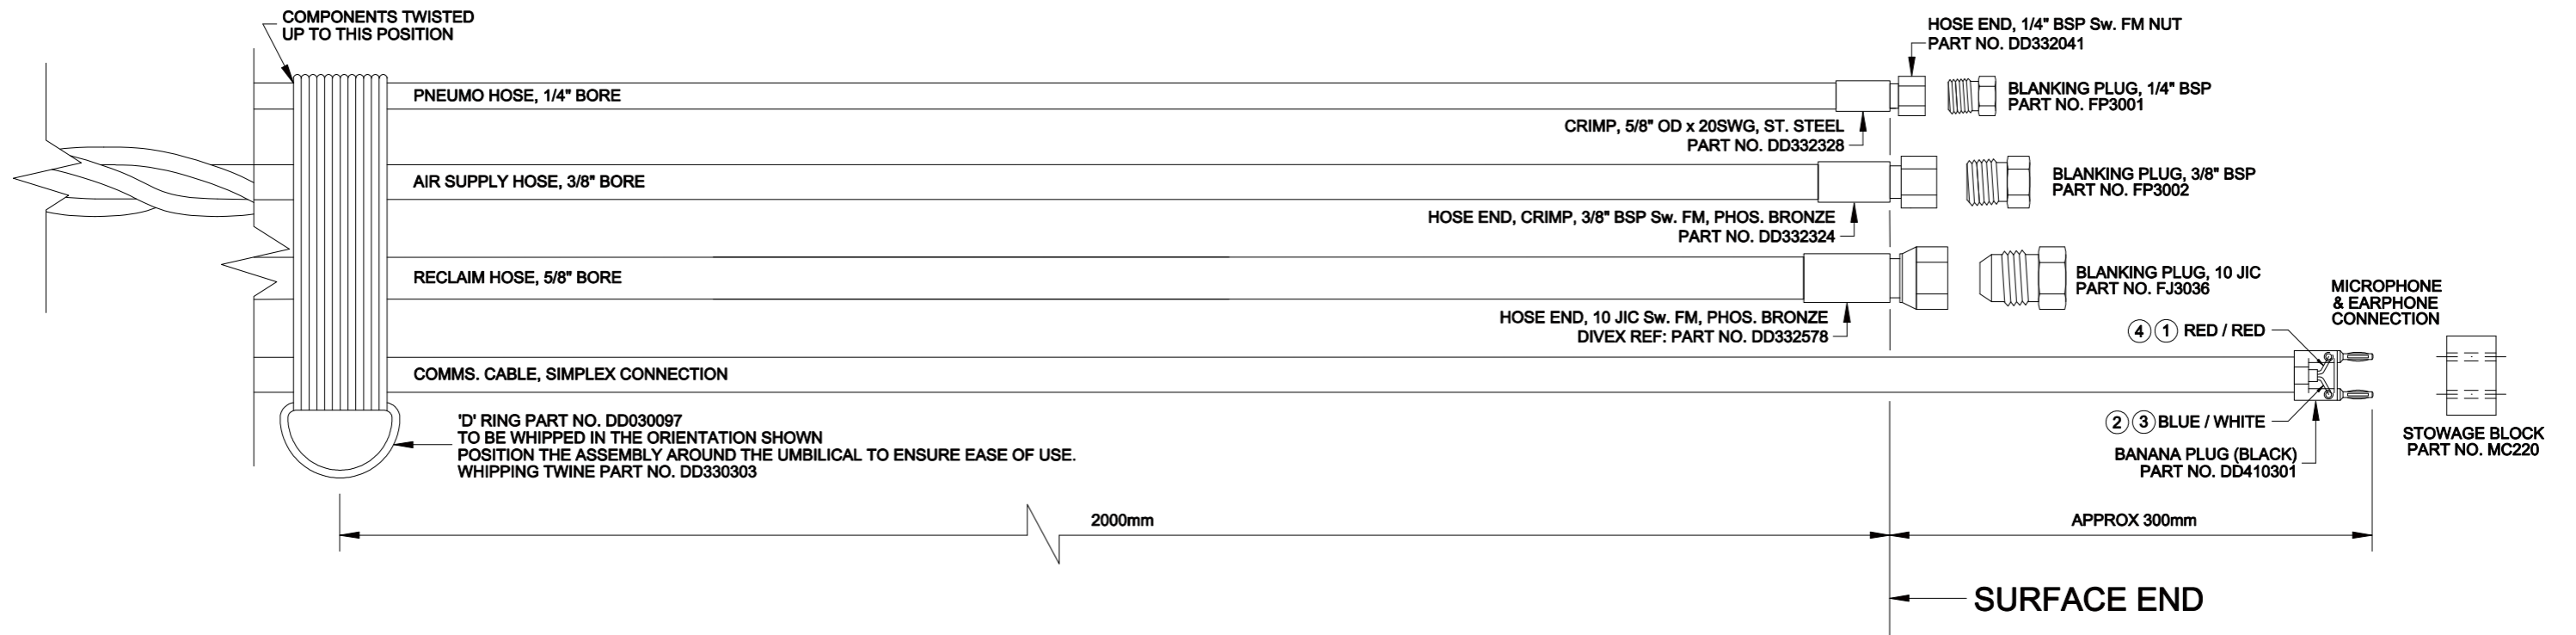 COMPONENTS TWISTED
UP TO THIS POSITION
HOSE END, 1/4" BSP Sw. FM NUT
PART NO. DD332041
PNEUMO HOSE, 1/4" BORE
BLANKING PLUG, 1/4" BSP
PART NO. FP3001
CRIMP, 5/8" OD x 20SWG, ST. STEEL
PART NO. DD332328
AIR SUPPLY HOSE, 3/8" BORE
BLANKING PLUG, 3/8" BSP
PART NO. FP3002
HOSE END, CRIMP, 3/8" BSP Sw. FM, PHOS. BRONZE
PART NO. DD332324
RECLAIM HOSE, 5/8" BORE
BLANKING PLUG, 10 JIC
PART NO. FJ3036
HOSE END, 10 JIC Sw. FM, PHOS. BRONZE
DIVEX REF: PART NO. DD332578
MICROPHONE
& EARPHONE
CONNECTION
4 1 RED / RED
COMMS. CABLE, SIMPLEX CONNECTION
2 3 BLUE / WHITE
BANANA PLUG (BLACK)
PART NO. DD410301
STOWAGE BLOCK
PART NO. MC220
'D' RING PART NO. DD030097
TO BE WHIPPED IN THE ORIENTATION SHOWN
POSITION THE ASSEMBLY AROUND THE UMBILICAL TO ENSURE EASE OF USE.
WHIPPING TWINE PART NO. DD330303
2000mm
APPROX 300mm
SURFACE END